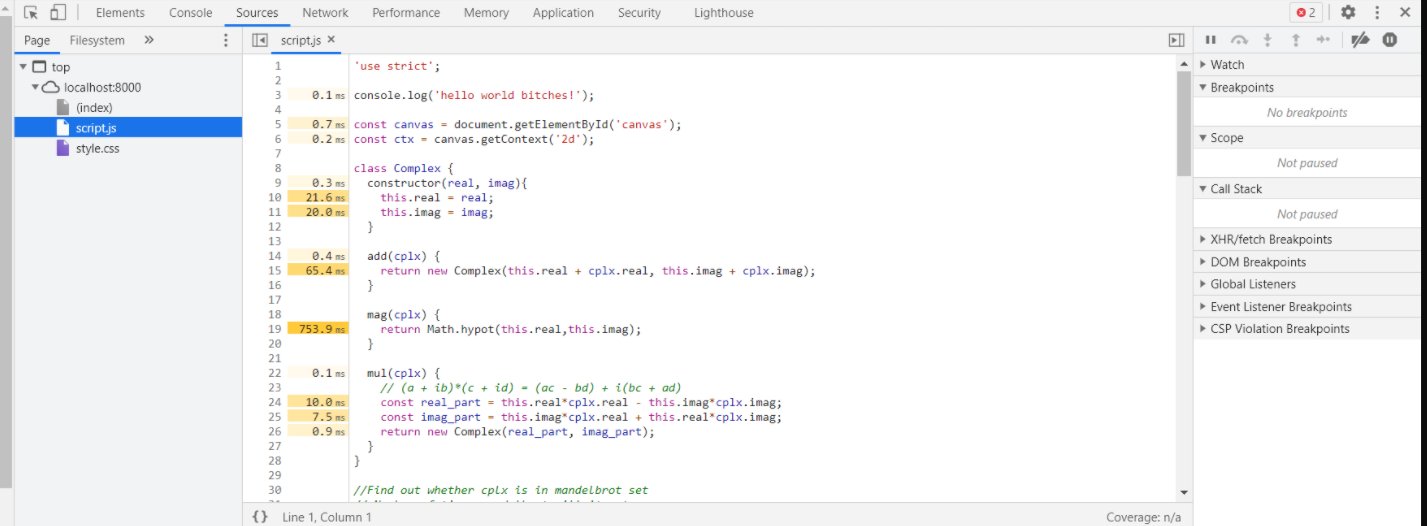 Elements Console Sources Network Performance Memory Application Security Lighthouse 2
Page Filesystem
top
localhost:8000
(index)
script.js
style.css
script.js
1 'use strict';
2
3 0.1 ms console.log('hello world bitches!');
4
5 0.7 ms const canvas = document.getElementById('canvas');
6 0.2 ms const ctx = canvas.getContext('2d');
7
8 class Complex {
9 0.3 ms constructor(real, imag){
10 21.6 ms this.real = real;
11 20.0 ms this.imag = imag;
12 }
13
14 0.4 ms add(cplx) {
15 65.4 ms return new Complex(this.real + cplx.real, this.imag + cplx.imag);
16 }
17
18 mag(cplx) {
19 753.9 ms return Math.hypot(this.real,this.imag);
20 }
21
22 0.1 ms mul(cplx) {
23 // (a + ib)*(c + id) = (ac - bd) + i(bc + ad)
24 10.0 ms const real_part = this.real*cplx.real - this.imag*cplx.imag;
25 7.5 ms const imag_part = this.imag*cplx.real + this.real*cplx.imag;
26 0.9 ms return new Complex(real_part, imag_part);
27 }
28 }
29
30 //Find out whether cplx is in mandelbrot set
{} Line 1, Column 1 Coverage: n/a
Watch
Breakpoints
No breakpoints
Scope
Not paused
Call Stack
Not paused
XHR/fetch Breakpoints
DOM Breakpoints
Global Listeners
Event Listener Breakpoints
CSP Violation Breakpoints